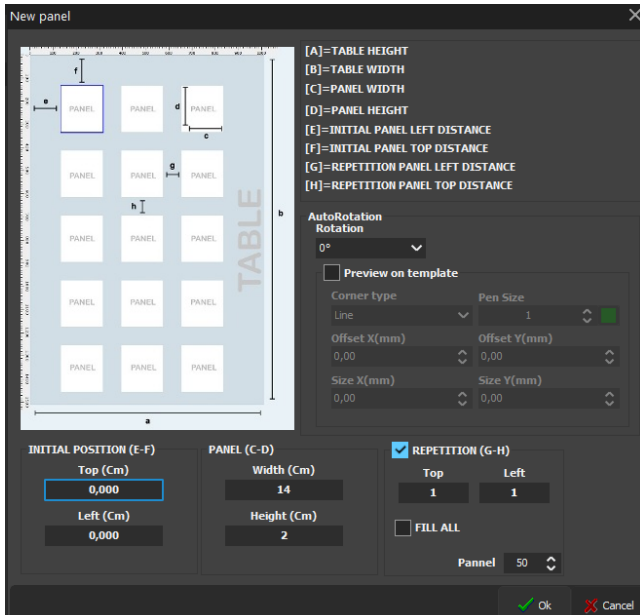 New panel
f
e
PANEL
PANEL
d
PANEL
c
PANEL
PANEL
g
PANEL
h
b
PANEL
PANEL
PANEL
TABLE
PANEL
PANEL
PANEL
PANEL
PANEL
PANEL
a
[A]=TABLE HEIGHT
[B]=TABLE WIDTH
[C]=PANEL WIDTH
[D]=PANEL HEIGHT
[E]=INITIAL PANEL LEFT DISTANCE
[F]=INITIAL PANEL TOP DISTANCE
[G]=REPETITION PANEL LEFT DISTANCE
[H]=REPETITION PANEL TOP DISTANCE
AutoRotation
Rotation
0°
Preview on template
Corner type Pen Size
Line 1
Offset X(mm) Offset Y(mm)
0,00 0,00
Size X(mm) Size Y(mm)
0,00 0,00
INITIAL POSITION (E-F)
Top (Cm)
0,000
Left (Cm)
0,000
PANEL (C-D)
Width (Cm)
14
Height (Cm)
2
REPETITION (G-H)
Top Left
1 1
FILL ALL
Pannel 50
Ok Cancel